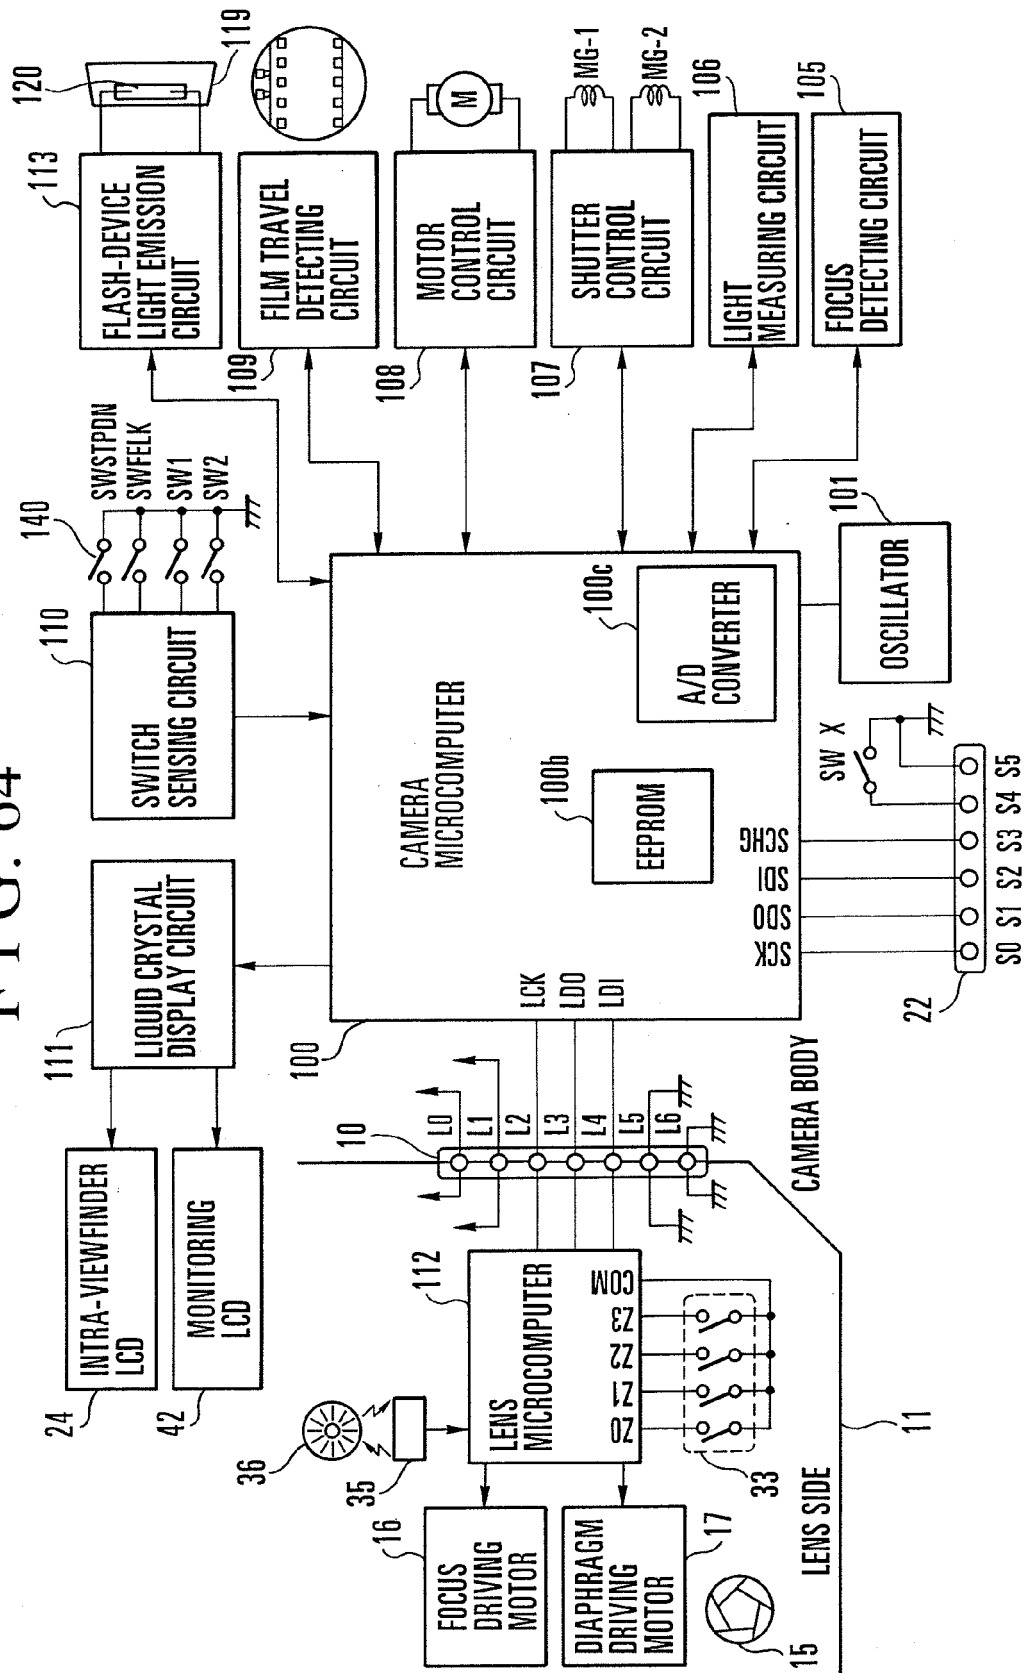 FIG. 64
24
INTRA-VIEWFINDER
LCD
42
MONITORING
LCD
111
LIQUID CRYSTAL
DISPLAY CIRCUIT
110
SWITCH
SENSING CIRCUIT
140
SWSTPDN
SWFELK
SW1
SW2
113
FLASH-DEVICE
LIGHT EMISSION
CIRCUIT
120
119
109
FILM TRAVEL
DETECTING
CIRCUIT
108
MOTOR
CONTROL
CIRCUIT
M
107
SHUTTER
CONTROL
CIRCUIT
MG-1
MG-2
LIGHT
MEASURING CIRCUIT
106
FOCUS
DETECTING CIRCUIT
105
100
CAMERA
MICROCOMPUTER
100b
EEPROM
100c
A/D
CONVERTER
101
OSCILLATOR
LCK
LDO
LDI
SCK
SDO
SDI
SCHG
SW X
22
S0 S1 S2 S3 S4 S5
10
L0
L1
L2
L3
L4
L5
L6
CAMERA BODY
36
35
112
LENS
MICROCOMPUTER
Z0 Z1 Z2 Z3 COM
33
16
FOCUS
DRIVING
MOTOR
17
DIAPHRAGM
DRIVING
MOTOR
15
LENS SIDE
11